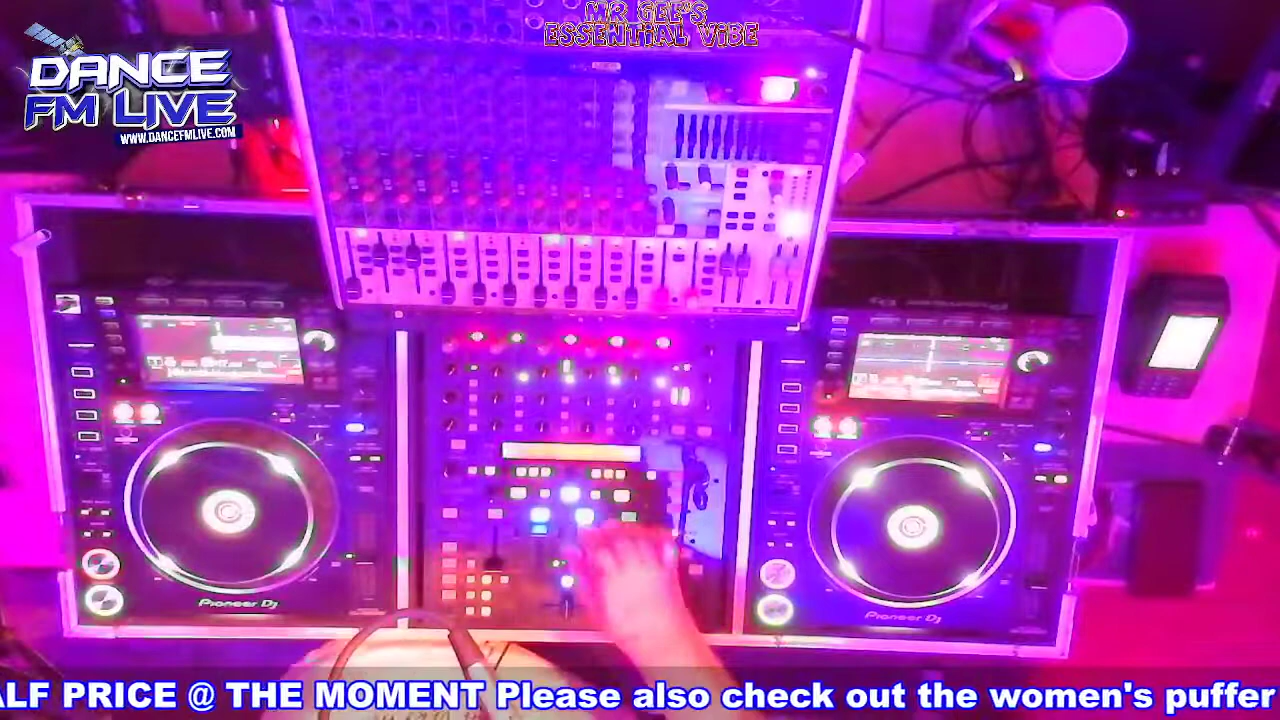 MR GEE'S
ESSENTIAL VIBE
DANCE
FM LIVE
WWW.DANCEFMLIVE.COM
Pioneer Dj
Pioneer Dj
ALF PRICE @ THE MOMENT Please also check out the women's puffer